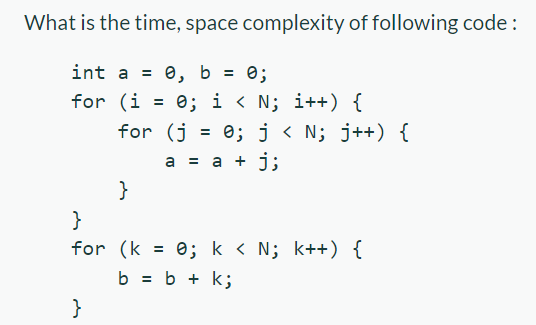 What is the time, space complexity of following code :
int a = 0, b = 0;
for (i = 0; i < N; i++) {
    for (j = 0; j < N; j++) {
        a = a + j;
    }
}
for (k = 0; k < N; k++) {
    b = b + k;
}